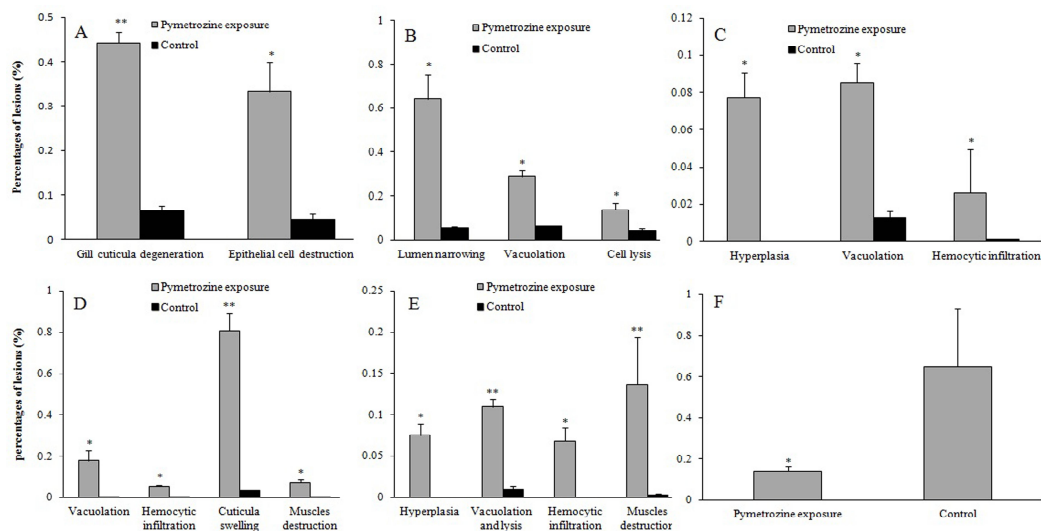 A
Pymetrozine exposure
Control
Percentages of lesions (%)
0.5
0.4
0.3
0.2
0.1
0
**
*
Gill cuticula degeneration
Epithelial cell destruction
B
Pymetrozine exposure
Control
1
0.8
0.6
0.4
0.2
0
*
*
*
Lumen narrowing
Vacuolation
Cell lysis
C
Pymetrozine exposure
Control
0.12
0.1
0.08
0.06
0.04
0.02
0
*
*
*
Hyperplasia
Vacuolation
Hemocytic infiltration
D
Pymetrozine exposure
Control
percentages of lesions (%)
1
0.8
0.6
0.4
0.2
0
*
*
**
*
Vacuolation
Hemocytic
infiltration
Cuticula
swelling
Muscles
destruction
E
Pymetrozine exposure
Control
0.25
0.2
0.15
0.1
0.05
0
*
**
*
**
Hyperplasia
Vacuolation
and lysis
Hemocytic
infiltration
Muscles
destruction
F
1
0.8
0.6
0.4
0.2
0
*
Pymetrozine exposure
Control